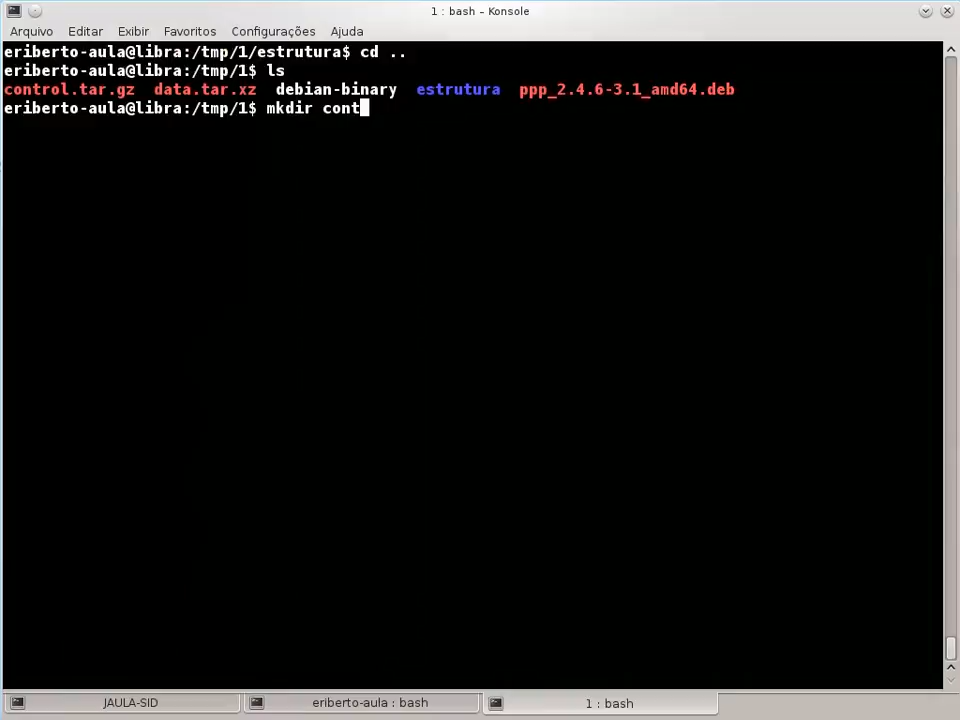 1 : bash – Konsole
Arquivo Editar Exibir Favoritos Configurações Ajuda
eriberto-aula@libra:/tmp/1/estrutura$ cd ..
eriberto-aula@libra:/tmp/1$ ls
control.tar.gz data.tar.xz debian-binary estrutura ppp_2.4.6-3.1_amd64.deb
eriberto-aula@libra:/tmp/1$ mkdir cont
JAULA-SID eriberto-aula : bash 1 : bash